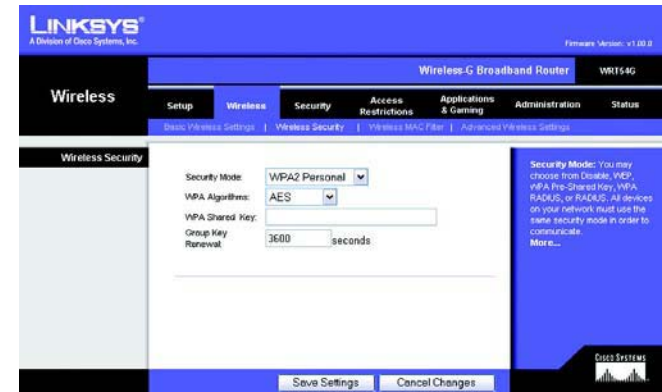 LINKSYS®
A Division of Cisco Systems, Inc.
Firmware Version: v1.00.0
Wireless-G Broadband Router
WRT54G
Wireless
Setup
Wireless
Security
Access Restrictions
Applications & Gaming
Administration
Status
Basic Wireless Settings | Wireless Security | Wireless MAC Filter | Advanced Wireless Settings
Wireless Security
Security Mode: WPA2 Personal
WPA Algorithms: AES
WPA Shared Key:
Group Key Renewal: 3600 seconds
Security Mode: You may
choose from Disable, WEP,
WPA Pre-Shared Key, WPA
RADIUS, or RADIUS. All devices
on your network must use the
same security mode in order to
communicate.
More...
Save Settings
Cancel Changes
CISCO SYSTEMS